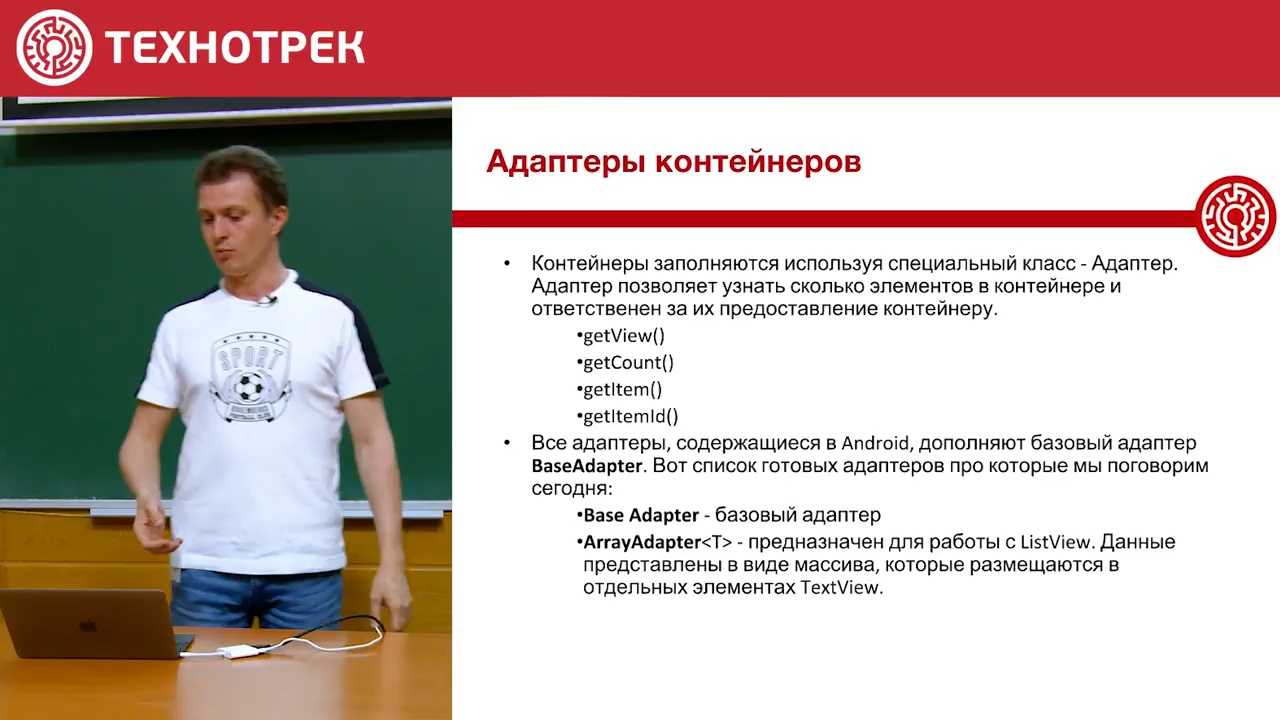 ТЕХНОТРЕК
Адаптеры контейнеров
• Контейнеры заполняются используя специальный класс - Адаптер.
Адаптер позволяет узнать сколько элементов в контейнере и
ответственен за их предоставление контейнеру.
•getView()
•getCount()
•getItem()
•getItemId()
• Все адаптеры, содержащиеся в Android, дополняют базовый адаптер
BaseAdapter. Вот список готовых адаптеров про которые мы поговорим
сегодня:
•Base Adapter - базовый адаптер
•ArrayAdapter<T> - предназначен для работы с ListView. Данные
представлены в виде массива, которые размещаются в
отдельных элементах TextView.
SPORT